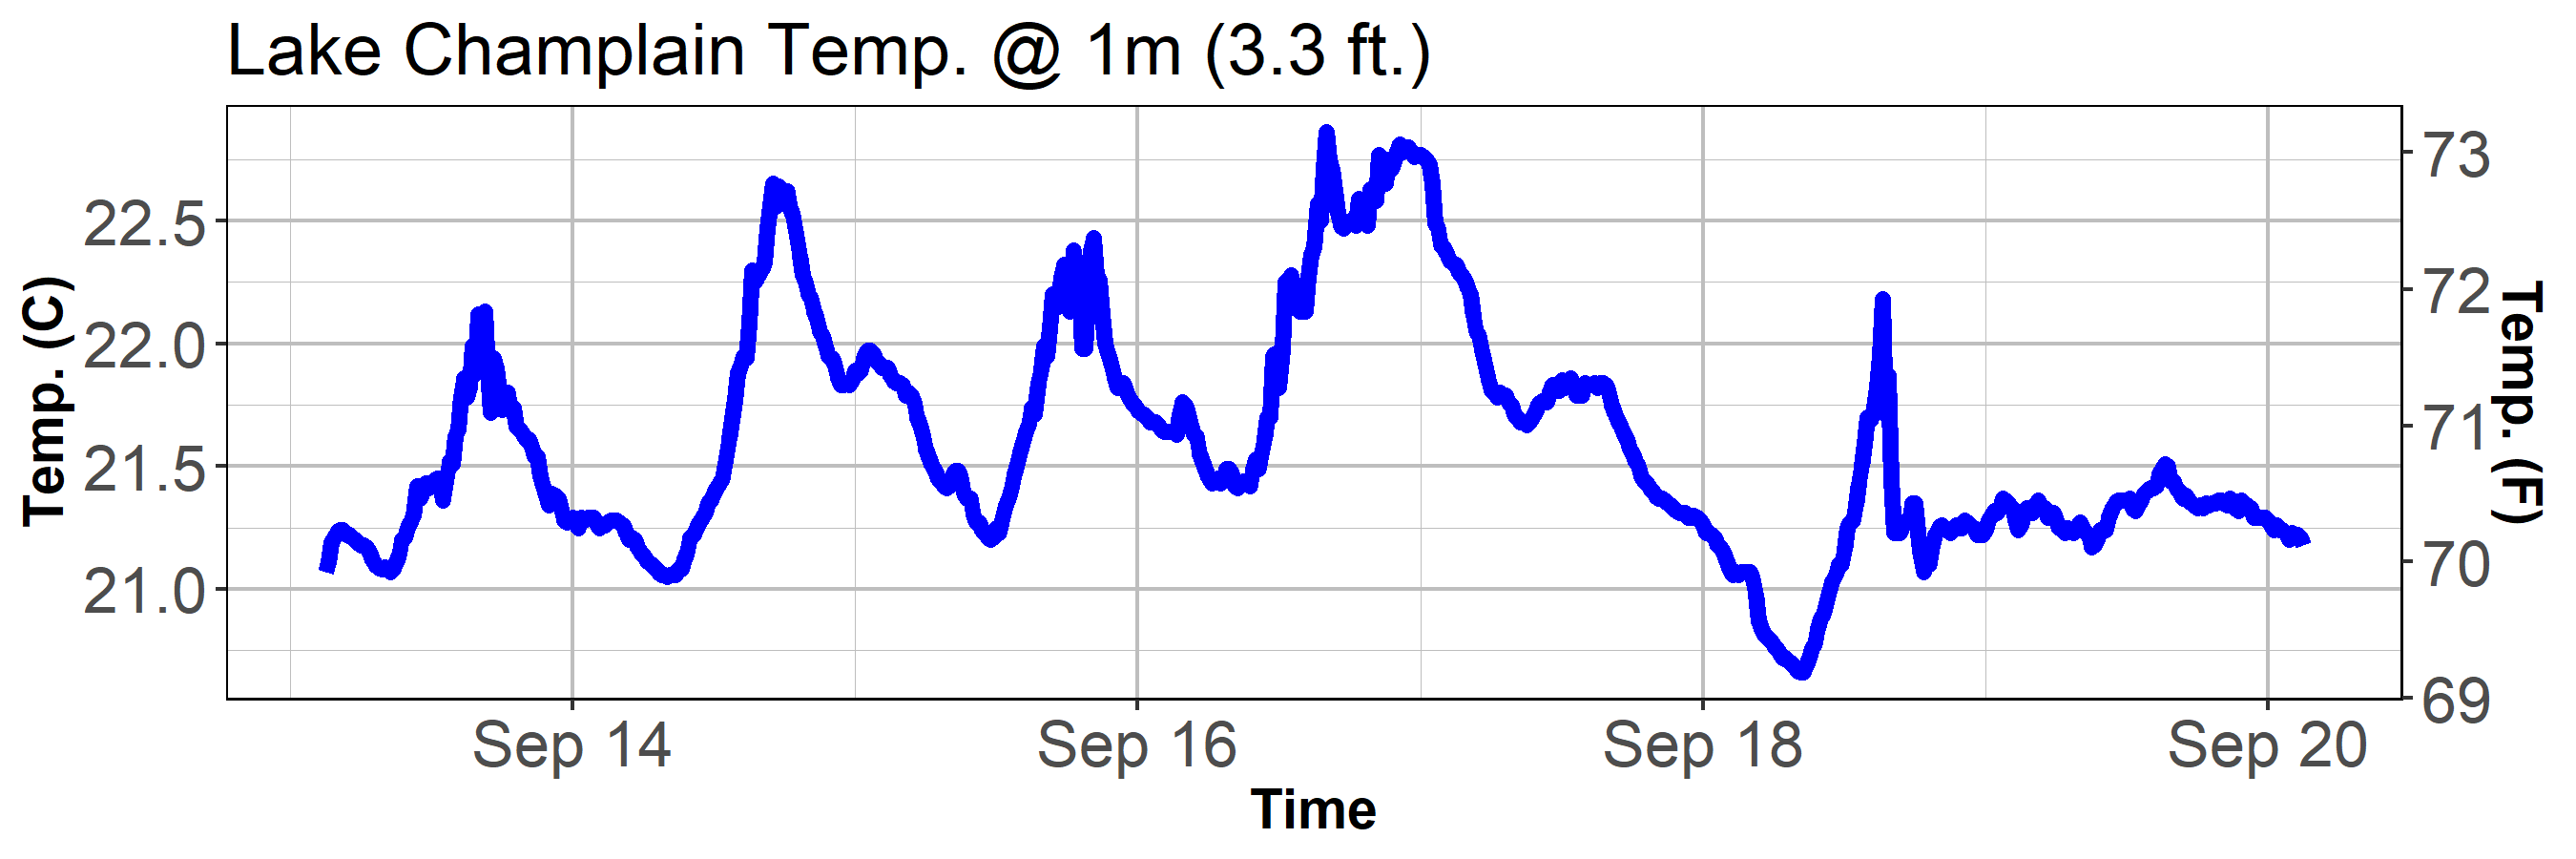 Lake Champlain Temp. @ 1m (3.3 ft.)
Temp. (C)
22.5
22.0
21.5
21.0
73
72
71
70
69
Temp. (F)
Sep 14
Sep 16
Sep 18
Sep 20
Time